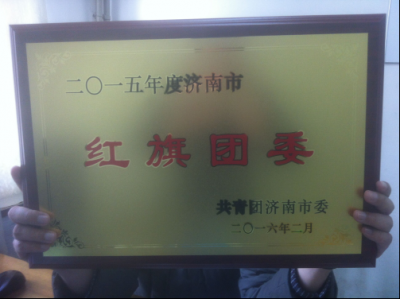 二〇一五年度济南市
红旗团委
共青团济南市委
二〇一六年二月